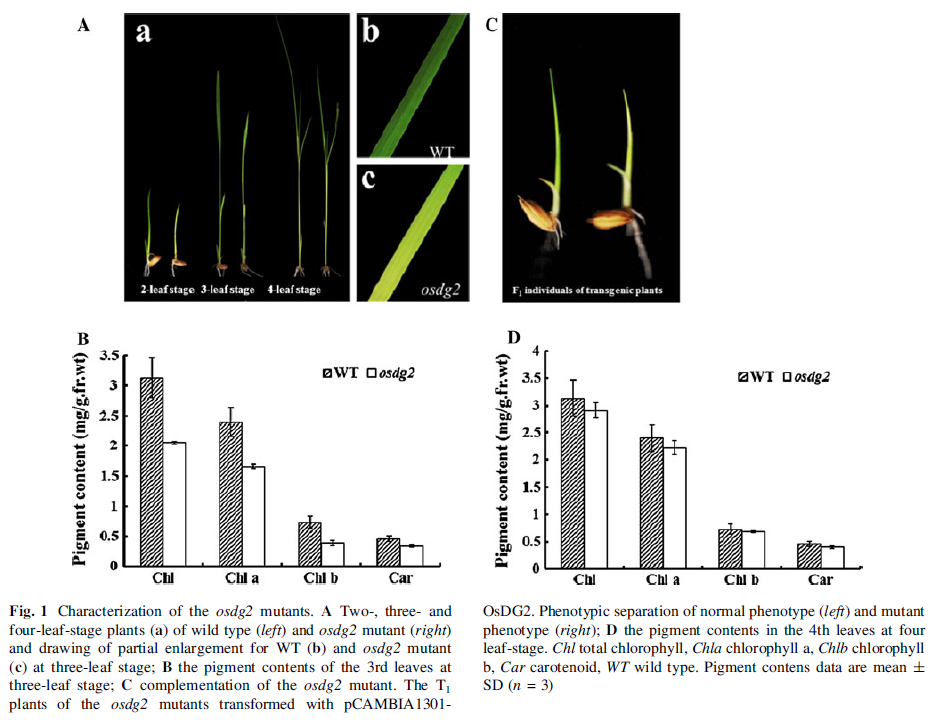 A
a
2-leaf stage 3-leaf stage 4-leaf stage
b
WT
c
osdg2
C
F1 individuals of transgenic plants
B
Pigment content (mg/g.fr.wt)
3.5
3
2.5
2
1.5
1
0.5
0
WT osdg2
Chl Chl a Chl b Car
D
Pigment content (mg/g.fr.wt)
4
3.5
3
2.5
2
1.5
1
0.5
0
WT osdg2
Chl Chl a Chl b Car
Fig. 1 Characterization of the osdg2 mutants. A Two-, three- and
four-leaf-stage plants (a) of wild type (left) and osdg2 mutant (right)
and drawing of partial enlargement for WT (b) and osdg2 mutant
(c) at three-leaf stage; B the pigment contents of the 3rd leaves at
three-leaf stage; C complementation of the osdg2 mutant. The T1
plants of the osdg2 mutants transformed with pCAMBIA1301-
OsDG2. Phenotypic separation of normal phenotype (left) and mutant
phenotype (right); D the pigment contents in the 4th leaves at four
leaf-stage. Chl total chlorophyll, Chla chlorophyll a, Chlb chlorophyll
b, Car carotenoid, WT wild type. Pigment contens data are mean ±
SD (n = 3)